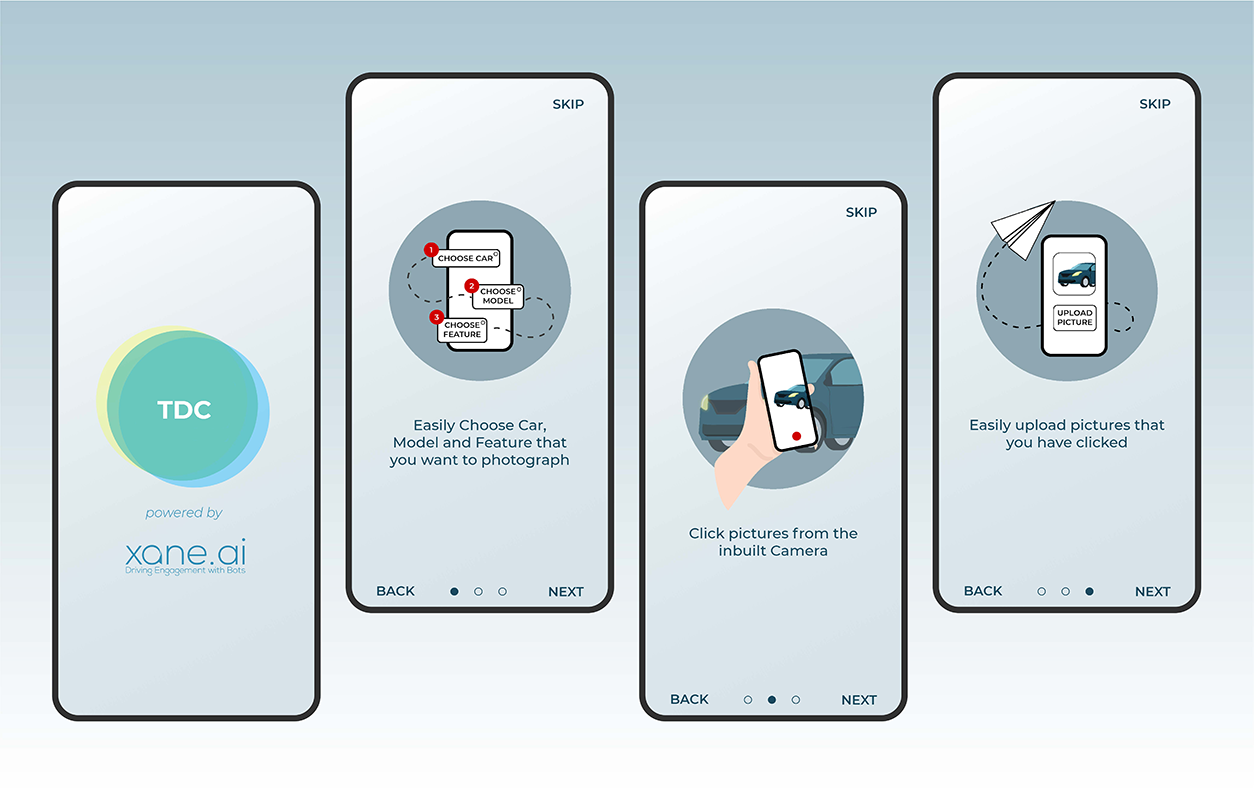 TDC
powered by
xane.ai
Driving Engagement with Bots
SKIP
1
CHOOSE CAR
2
CHOOSE
MODEL
3
CHOOSE
FEATURE
Easily Choose Car,
Model and Feature that
you want to photograph
BACK
NEXT
SKIP
Click pictures from the
inbuilt Camera
BACK
NEXT
SKIP
UPLOAD
PICTURE
Easily upload pictures that
you have clicked
BACK
NEXT